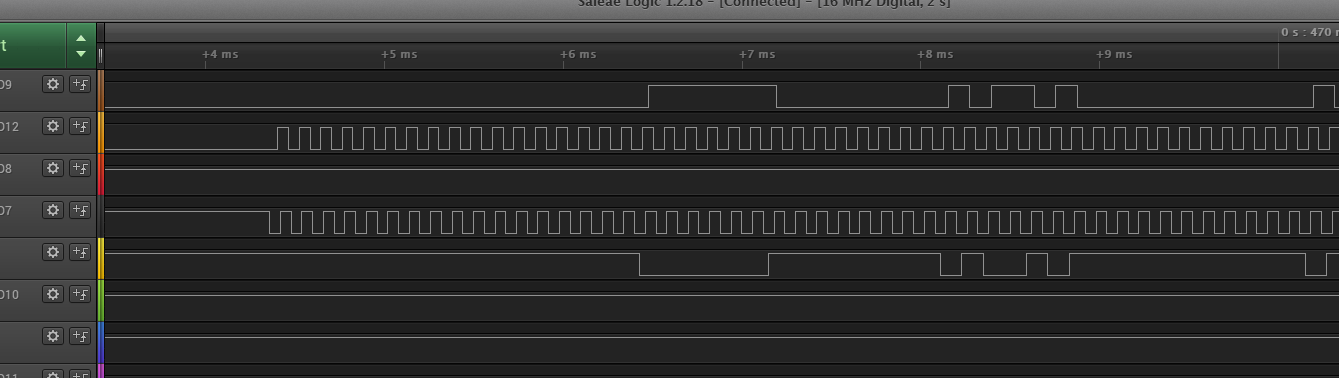 Saleae Logic 1.2.18 - [Connected] - [16 MHz Digital, 2 s]
rt
0 s : 470 m
+4 ms
+5 ms
+6 ms
+7 ms
+8 ms
+9 ms
D9
D12
D8
D7
D10
D11